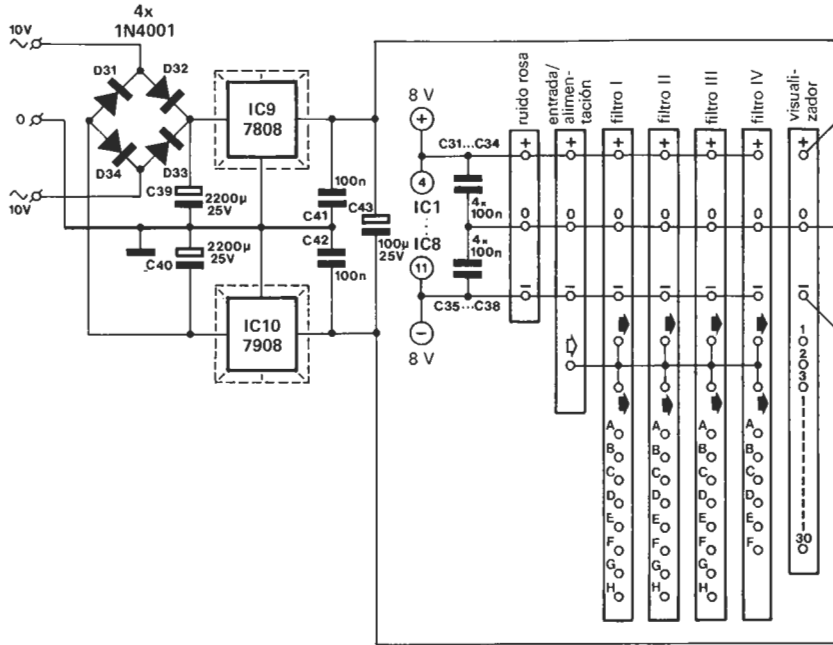 4x
1N4001
10V
D31
D32
0
D34
D33
10V
IC9
7808
C39
2200µ
25V
2200µ
25V
C40
IC10
7908
100n
C41
C42
100n
C43
100µ
25V
8 V
+
C31...C34
4
IC1
IC8
11
4x
100n
4x
100n
C35...C38
−
8 V
ruido rosa
entrada/
alimen-
tación
filtro I
filtro II
filtro III
filtro IV
visuali-
zador
+ + + + + + +
0 0 0 0 0 0 0
− − − − − − −
1
2
3
30
A A A A
B B B B
C C C C
D D D D
E E E E
F F F F
G G G
H H H